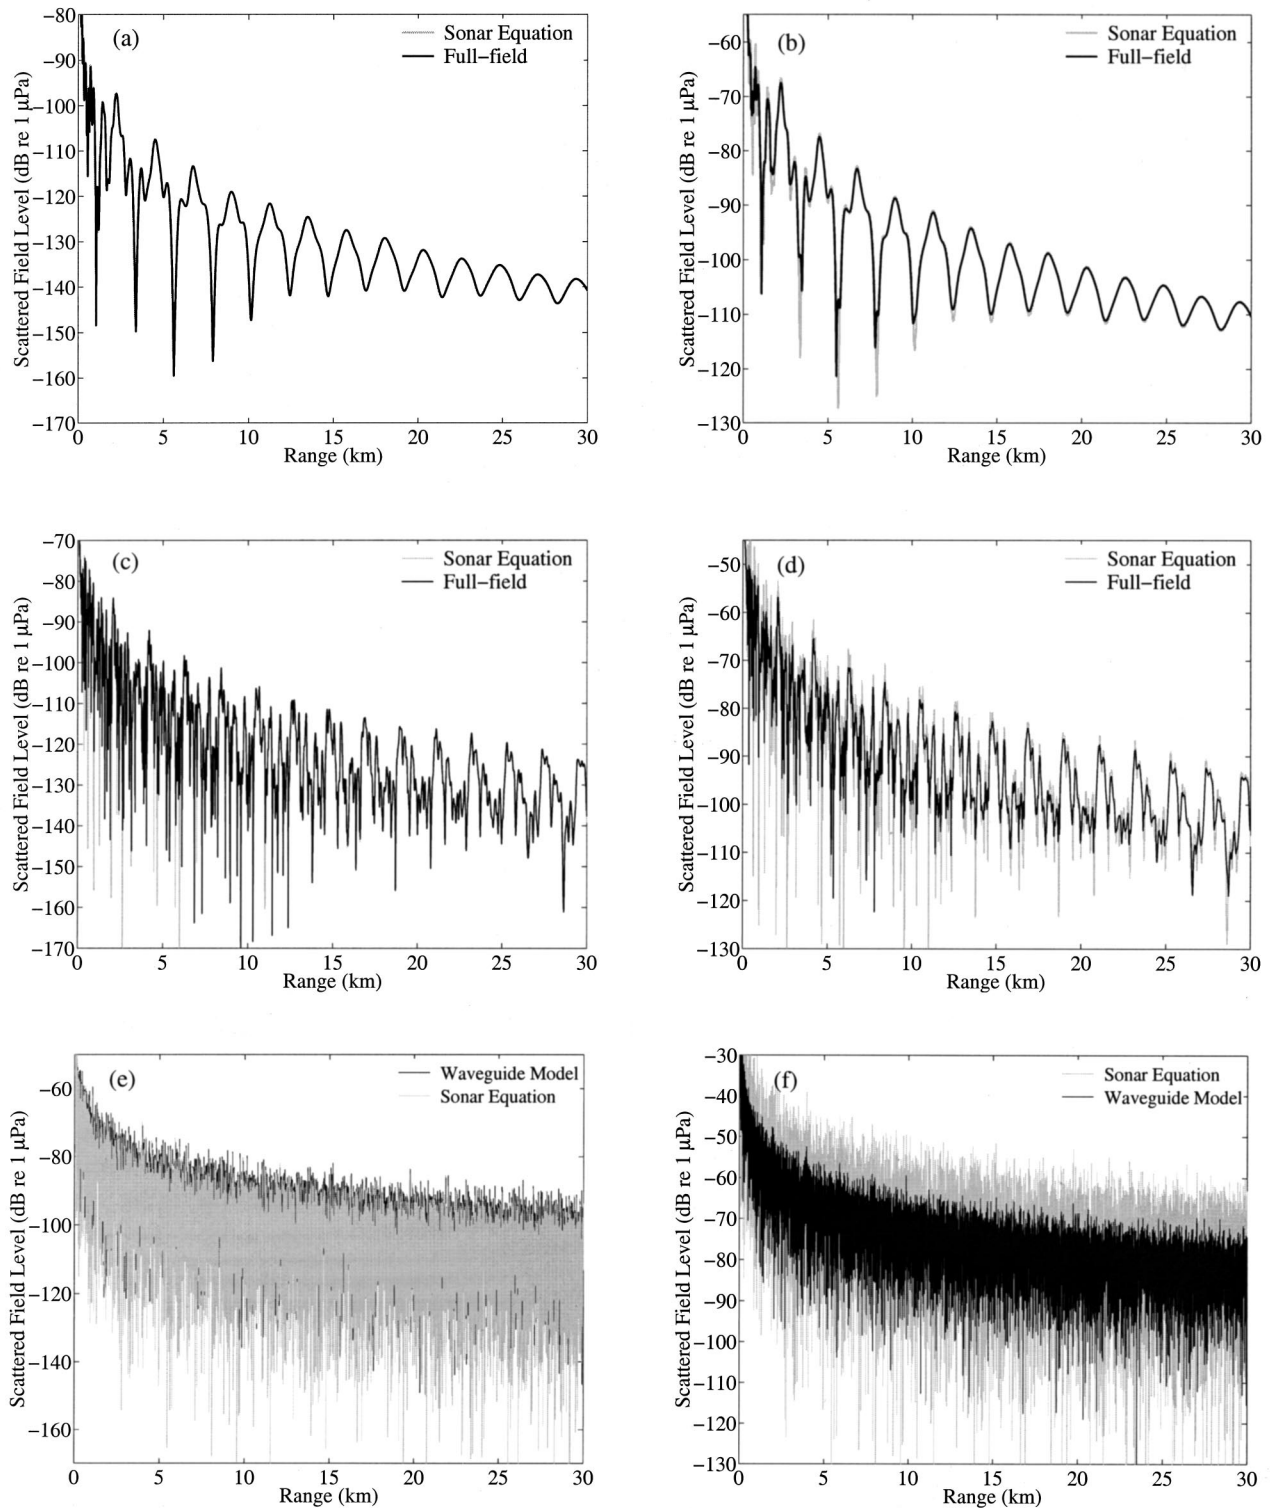 (a)
Sonar Equation
Full-field
Scattered Field Level (dB re 1 μPa)
−80
−90
−100
−110
−120
−130
−140
−150
−160
−170
0 5 10 15 20 25 30
Range (km)
(b)
Sonar Equation
Full-field
Scattered Field Level (dB re 1 μPa)
−60
−70
−80
−90
−100
−110
−120
−130
0 5 10 15 20 25 30
Range (km)
(c)
Sonar Equation
Full-field
Scattered Field Level (dB re 1 μPa)
−70
−80
−90
−100
−110
−120
−130
−140
−150
−160
−170
0 5 10 15 20 25 30
Range (km)
(d)
Sonar Equation
Full-field
Scattered Field Level (dB re 1 μPa)
−50
−60
−70
−80
−90
−100
−110
−120
−130
0 5 10 15 20 25 30
Range (km)
(e)
Waveguide Model
Sonar Equation
Scattered Field Level (dB re 1 μPa)
−60
−80
−100
−120
−140
−160
0 5 10 15 20 25 30
Range (km)
(f)
Sonar Equation
Waveguide Model
Scattered Field Level (dB re 1 μPa)
−30
−40
−50
−60
−70
−80
−90
−100
−110
−120
−130
0 5 10 15 20 25 30
Range (km)